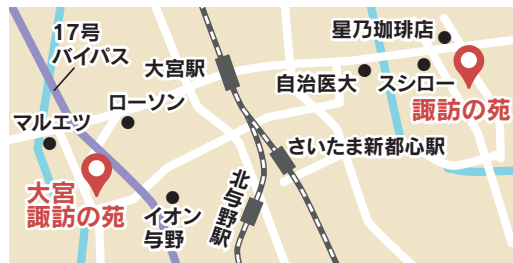 17号
バイパス
大宮駅
星乃珈琲店
自治医大
スシロー
諏訪の苑
ローソン
マルエツ
さいたま新都心駅
大宮
諏訪の苑
イオン
与野
北与野駅